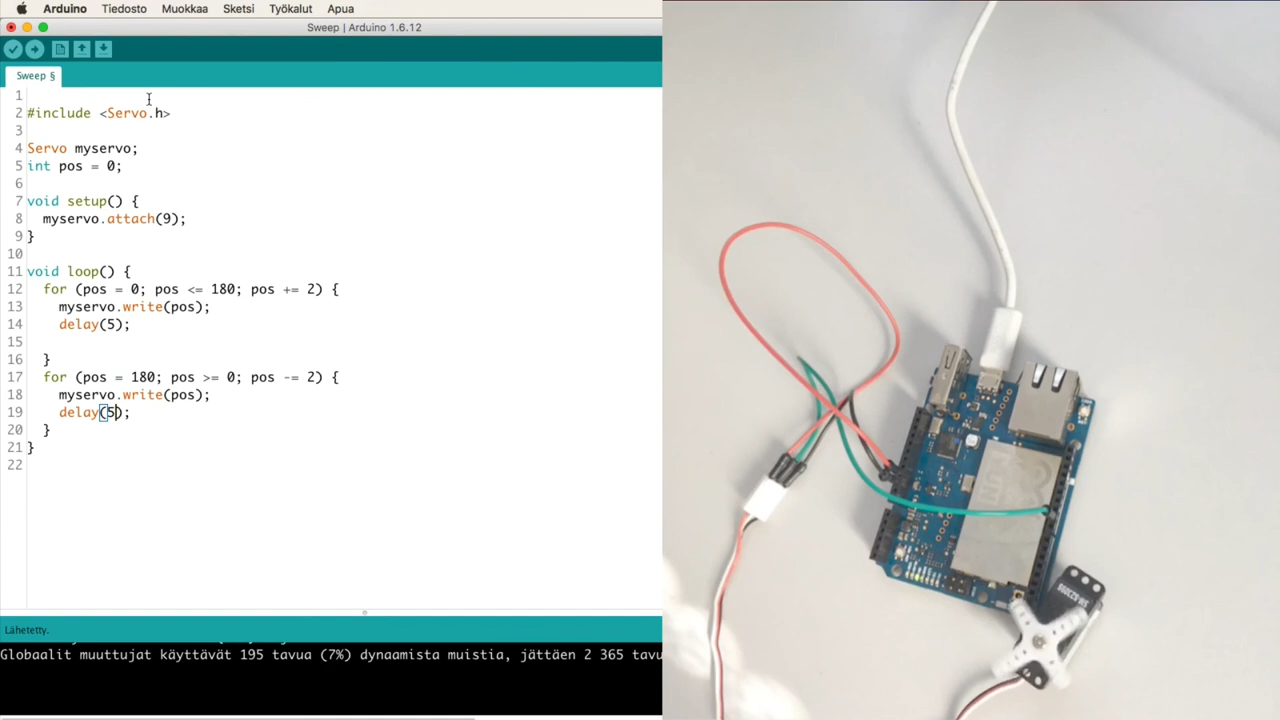 Arduino Tiedosto Muokkaa Sketsi Työkalut Apua
Sweep | Arduino 1.6.12
Sweep §
1
2 #include <Servo.h>
3
4 Servo myservo;
5 int pos = 0;
6
7 void setup() {
8 myservo.attach(9);
9 }
10
11 void loop() {
12 for (pos = 0; pos <= 180; pos += 2) {
13 myservo.write(pos);
14 delay(5);
15
16 }
17 for (pos = 180; pos >= 0; pos -= 2) {
18 myservo.write(pos);
19 delay(5);
20 }
21 }
22
Lähetetty.
Globaalit muuttujat käyttävät 195 tavua (7%) dynaamista muistia, jättäen 2 365 tavu
YUN